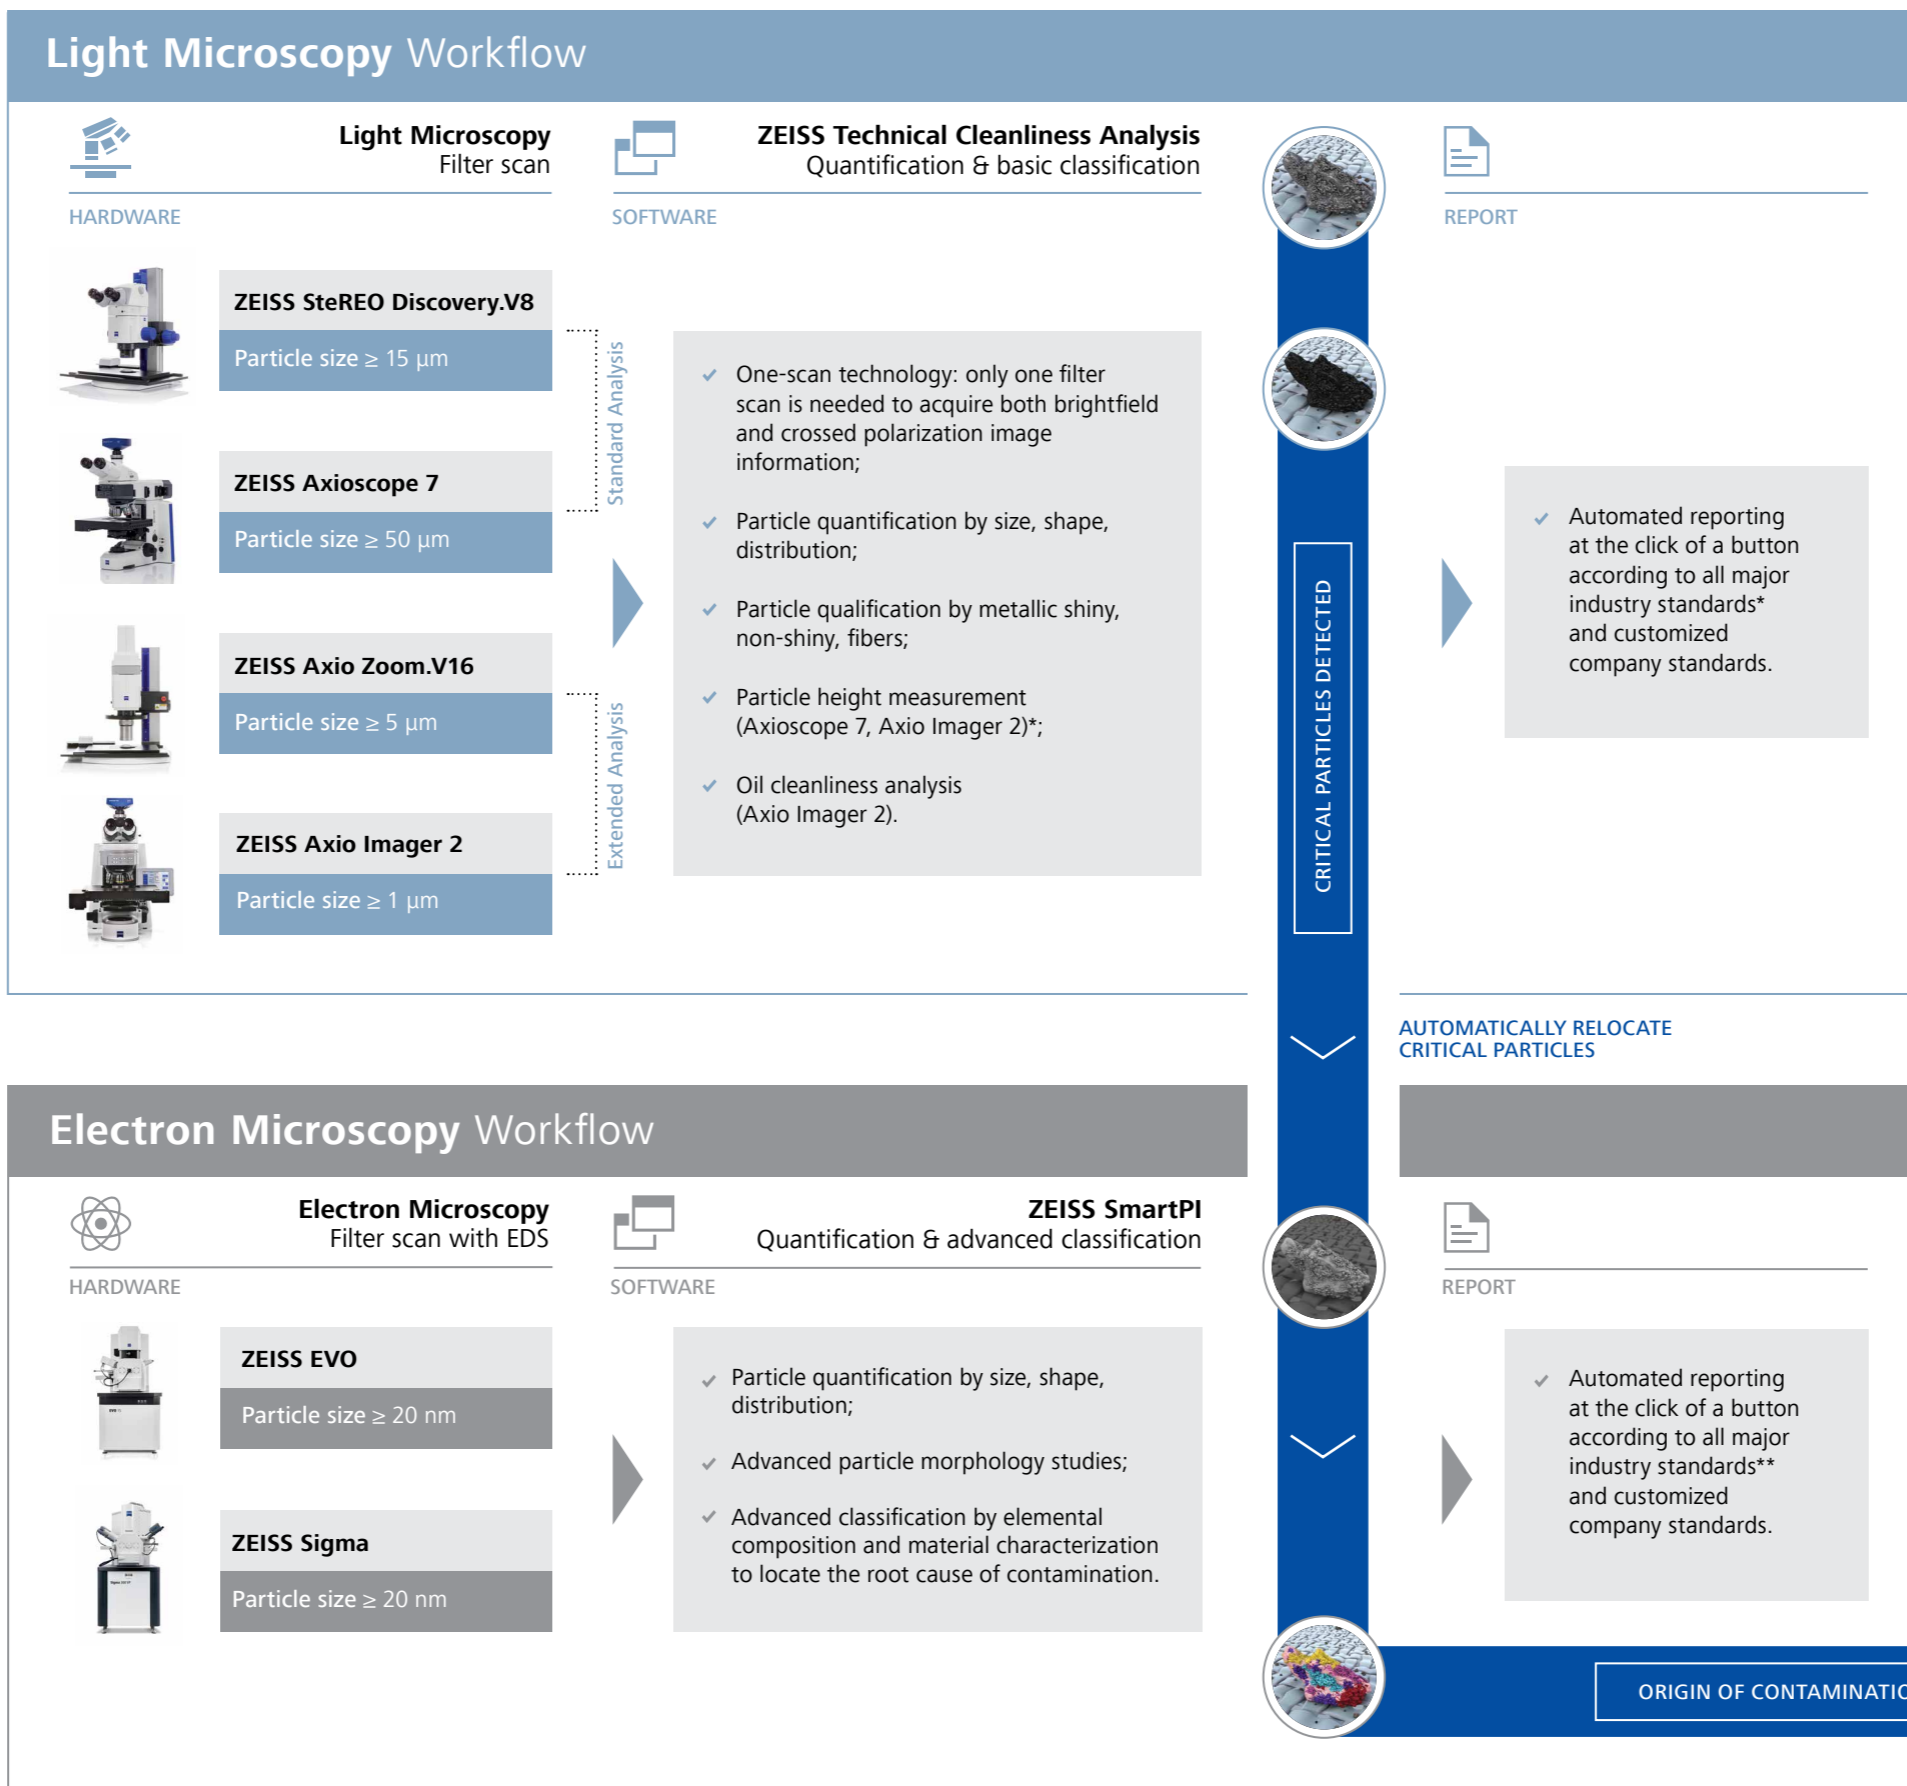 Light Microscopy Workflow
Light Microscopy
Filter scan
HARDWARE
ZEISS SteREO Discovery.V8
Particle size ≥ 15 µm
ZEISS Axioscope 7
Particle size ≥ 50 µm
Standard Analysis
ZEISS Axio Zoom.V16
Particle size ≥ 5 µm
ZEISS Axio Imager 2
Particle size ≥ 1 µm
Extended Analysis
ZEISS Technical Cleanliness Analysis
Quantification & basic classification
SOFTWARE
One-scan technology: only one filter
scan is needed to acquire both brightfield
and crossed polarization image
information;
Particle quantification by size, shape,
distribution;
Particle qualification by metallic shiny,
non-shiny, fibers;
Particle height measurement
(Axioscope 7, Axio Imager 2)*;
Oil cleanliness analysis
(Axio Imager 2).
CRITICAL PARTICLES DETECTED
REPORT
Automated reporting
at the click of a button
according to all major
industry standards*
and customized
company standards.
AUTOMATICALLY RELOCATE
CRITICAL PARTICLES
Electron Microscopy Workflow
Electron Microscopy
Filter scan with EDS
HARDWARE
ZEISS EVO
Particle size ≥ 20 nm
ZEISS Sigma
Particle size ≥ 20 nm
ZEISS SmartPI
Quantification & advanced classification
SOFTWARE
Particle quantification by size, shape,
distribution;
Advanced particle morphology studies;
Advanced classification by elemental
composition and material characterization
to locate the root cause of contamination.
REPORT
Automated reporting
at the click of a button
according to all major
industry standards**
and customized
company standards.
ORIGIN OF CONTAMINATIO